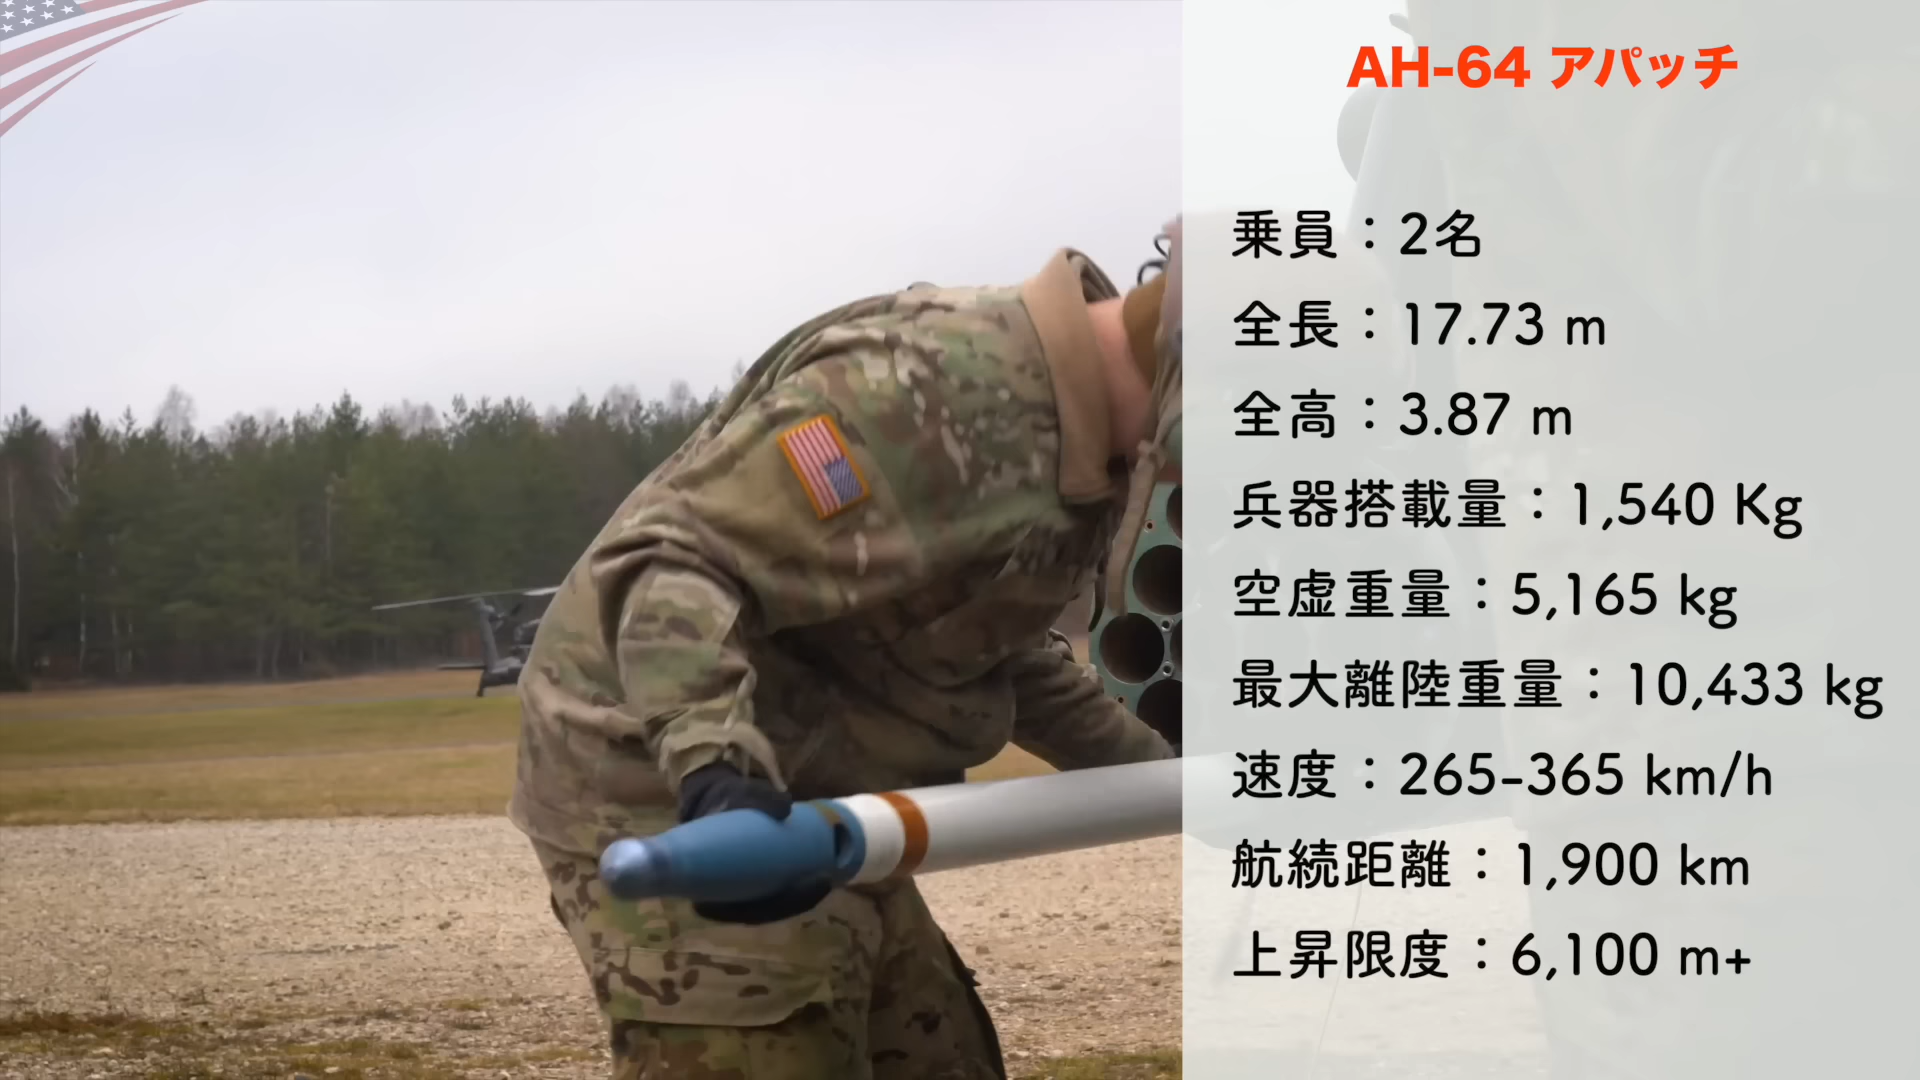 AH-64 アパッチ
乗員：2名
全長：17.73 m
全高：3.87 m
兵器搭載量：1,540 Kg
空虚重量：5,165 kg
最大離陸重量：10,433 kg
速度：265-365 km/h
航続距離：1,900 km
上昇限度：6,100 m+